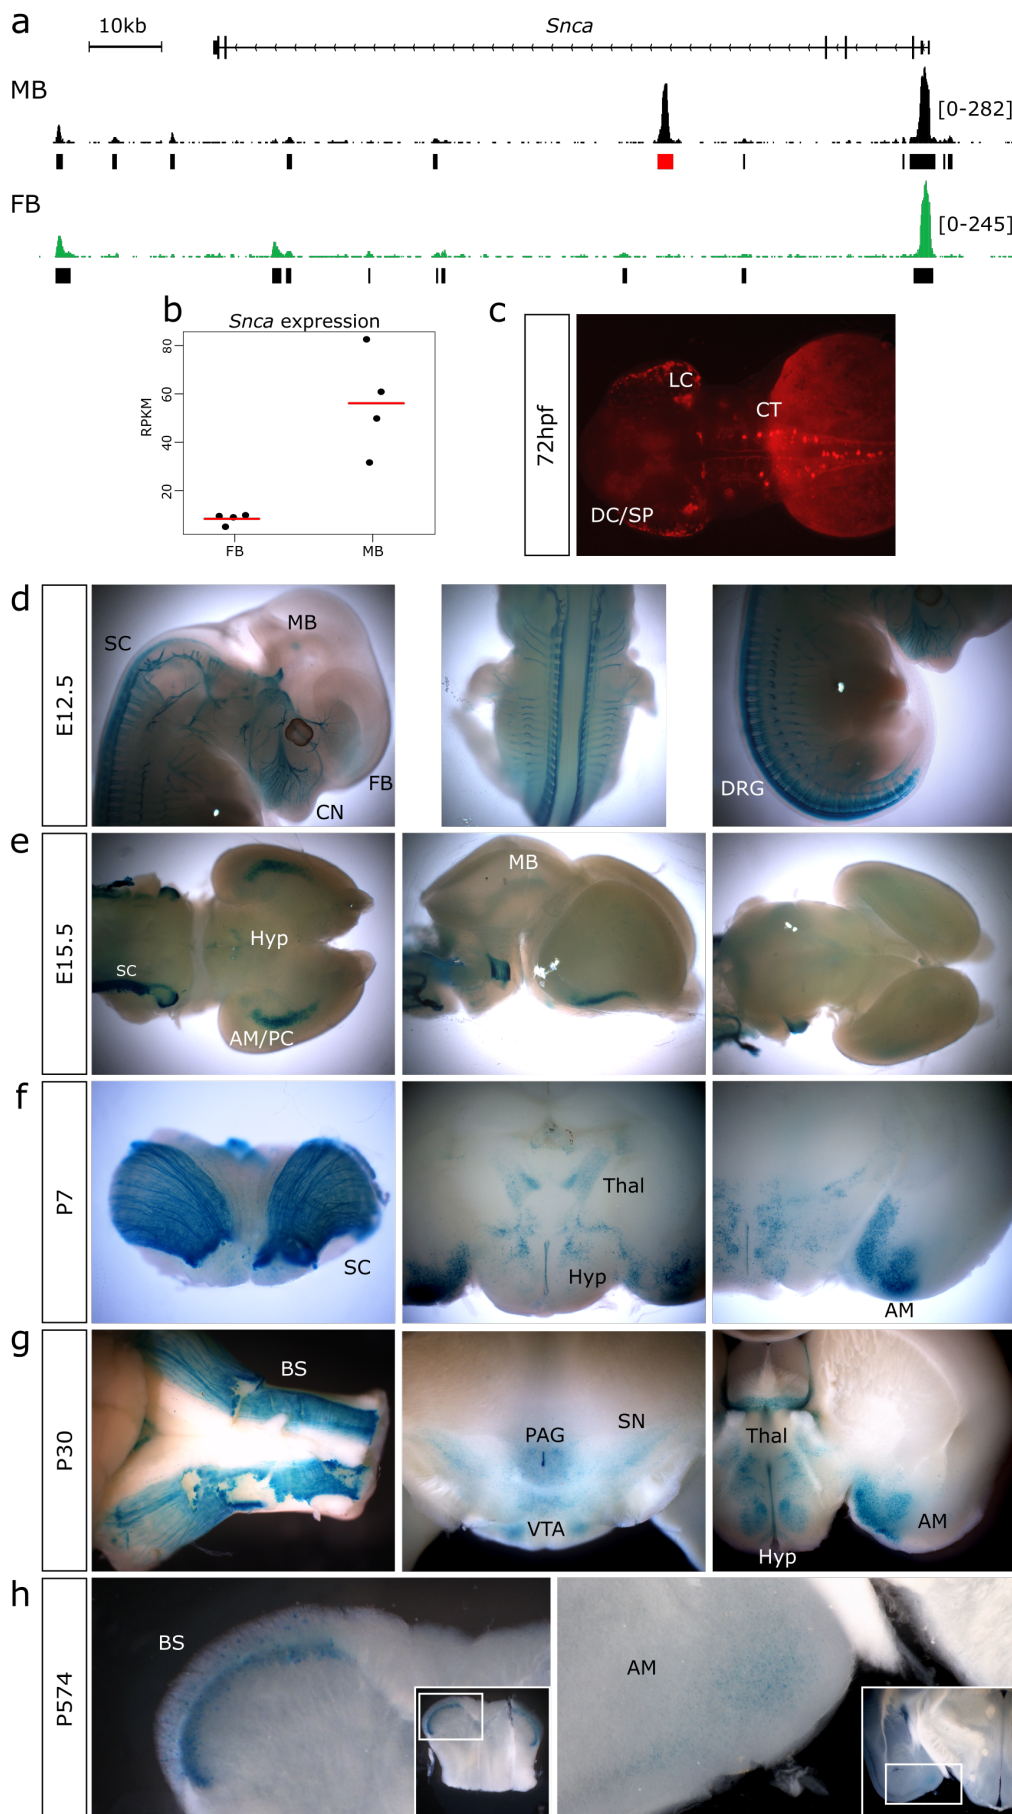 a
10kb
Snca
MB
[0-282]
FB
[0-245]
b
Snca expression
RPKM
80
60
40
20
FB
MB
c
72hpf
LC
CT
DC/SP
d
E12.5
SC
MB
FB
CN
DRG
e
E15.5
Hyp
SC
AM/PC
MB
f
P7
SC
Thal
Hyp
AM
g
P30
BS
PAG
SN
VTA
Thal
AM
Hyp
h
P574
BS
AM